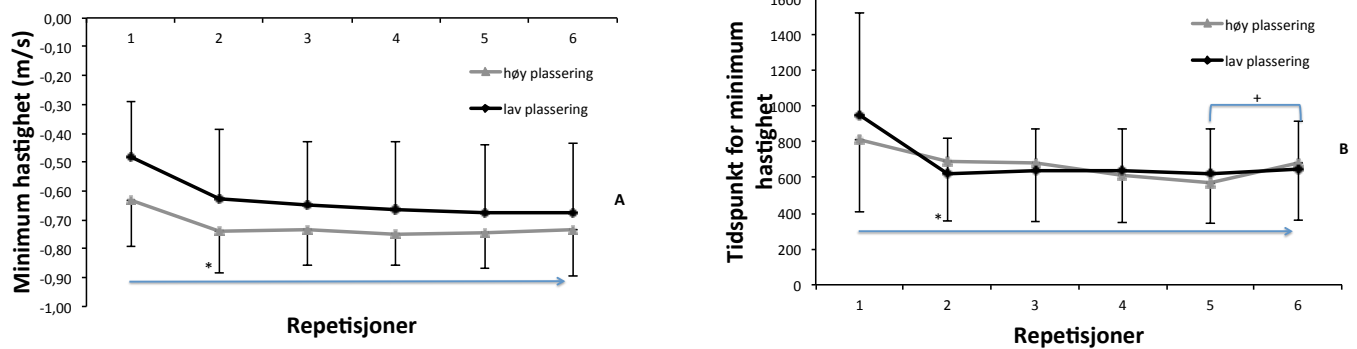 0,00
-0,10
-0,20
-0,30
-0,40
-0,50
-0,60
-0,70
-0,80
-0,90
-1,00
Minimum hastighet (m/s)
1 2 3 4 5 6
høy plassering
lav plassering
*
A
Repetisjoner
1600
1400
1200
1000
800
600
400
200
0
Tidspunkt for minimum
hastighet
høy plassering
lav plassering
+
*
B
1 2 3 4 5 6
Repetisjoner